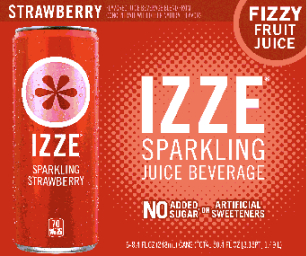 STRAWBERRY
FIZZY
FRUIT
JUICE
IZZE
SPARKLING
STRAWBERRY
IZZE
SPARKLING
JUICE BEVERAGE
NO ADDED SUGAR OR ARTIFICIAL SWEETENERS